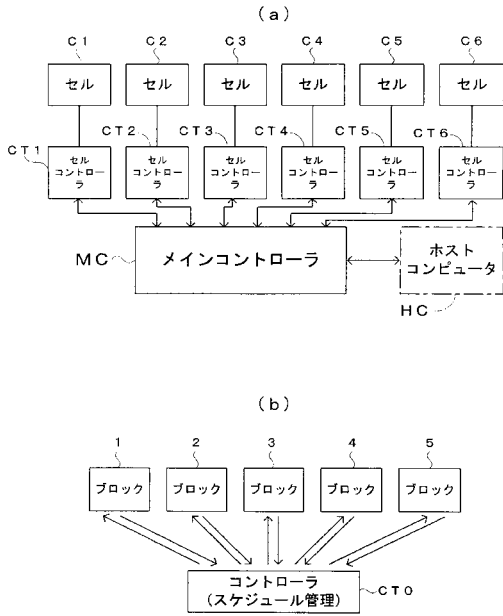 (a)
C1 C2 C3 C4 C5 C6
セル セル セル セル セル セル
CT1 CT2 CT3 CT4 CT5 CT6
セル セル セル セル セル セル
コントロー コントロー コントロー コントロー コントロー コントロー
ラ ラ ラ ラ ラ ラ
MC メインコントローラ ホスト
コンピュータ
HC
(b)
1 2 3 4 5
ブロック ブロック ブロック ブロック ブロック
コントローラ
(スケジュール管理) CT0